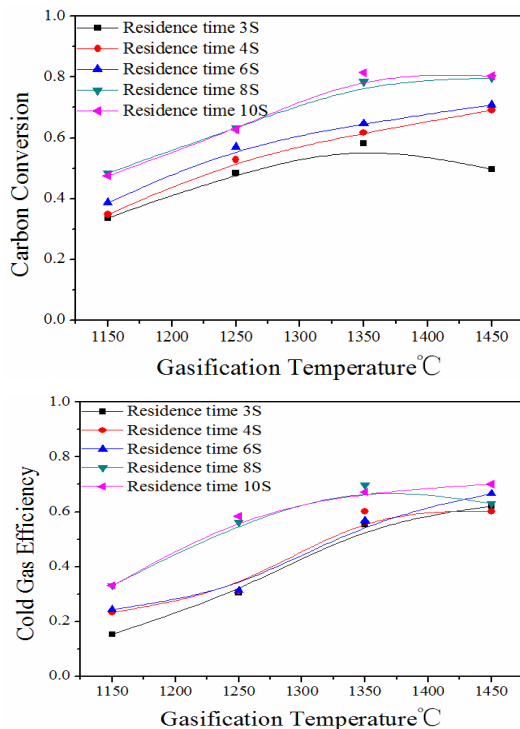 1.0
0.8
0.6
0.4
0.2
0.0
Carbon Conversion
Residence time 3S
Residence time 4S
Residence time 6S
Residence time 8S
Residence time 10S
1150 1200 1250 1300 1350 1400 1450
Gasification Temperature℃
1.0
0.8
0.6
0.4
0.2
0.0
Cold Gas Efficiency
Residence time 3S
Residence time 4S
Residence time 6S
Residence time 8S
Residence time 10S
1150 1200 1250 1300 1350 1400 1450
Gasification Temperature℃